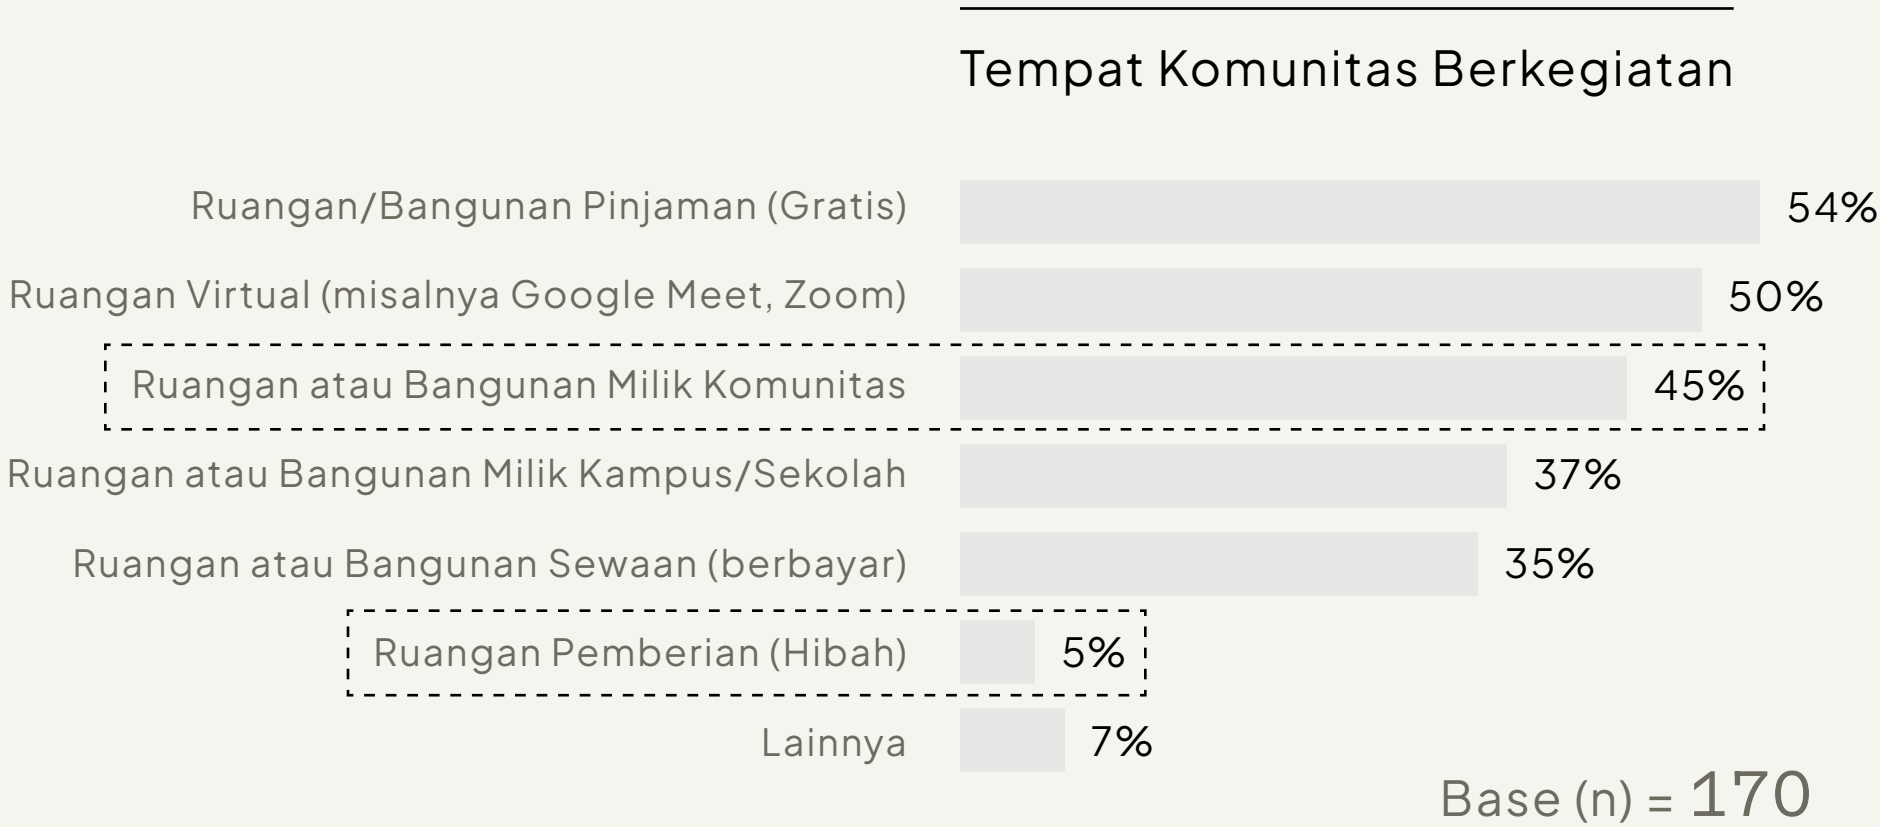 Tempat Komunitas Berkegiatan
Ruangan/Bangunan Pinjaman (Gratis) 54%
Ruangan Virtual (misalnya Google Meet, Zoom) 50%
Ruangan atau Bangunan Milik Komunitas 45%
Ruangan atau Bangunan Milik Kampus/Sekolah 37%
Ruangan atau Bangunan Sewaan (berbayar) 35%
Ruangan Pemberian (Hibah) 5%
Lainnya 7%
Base (n) = 170